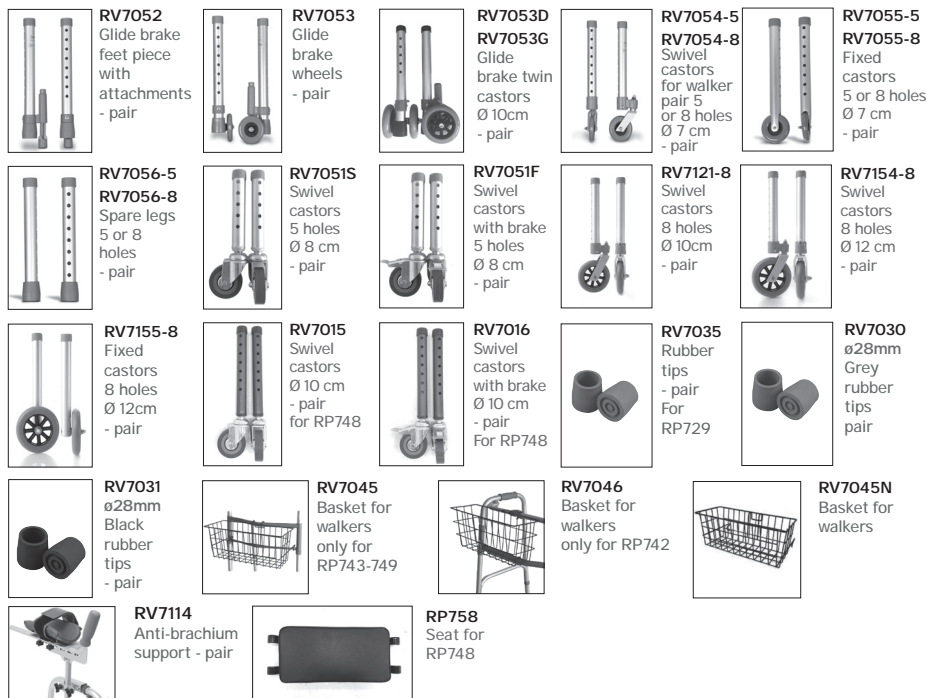 RV7052
Glide brake
feet piece
with
attachments
- pair
RV7053
Glide
brake
wheels
- pair
RV7053D
RV7053G
Glide
brake twin
castors
Ø 10cm
- pair
RV7054-5
RV7054-8
Swivel
castors
for walker
pair 5
or 8 holes
Ø 7 cm
- pair
RV7055-5
RV7055-8
Fixed
castors
5 or 8 holes
Ø 7 cm
- pair
RV7056-5
RV7056-8
Spare legs
5 or 8
holes
- pair
RV7051S
Swivel
castors
5 holes
Ø 8 cm
- pair
RV7051F
Swivel
castors
with brake
5 holes
Ø 8 cm
- pair
RV7121-8
Swivel
castors
8 holes
Ø 10cm
- pair
RV7154-8
Swivel
castors
8 holes
Ø 12 cm
- pair
RV7155-8
Fixed
castors
8 holes
Ø 12cm
- pair
RV7015
Swivel
castors
Ø 10 cm
- pair
for RP748
RV7016
Swivel
castors
with brake
Ø 10 cm
- pair
For RP748
RV7035
Rubber
tips
- pair
For
RP729
RV7030
ø28mm
Grey
rubber
tips
pair
RV7031
ø28mm
Black
rubber
tips
- pair
RV7045
Basket for
walkers
only for
RP743-749
RV7046
Basket for
walkers
only for RP742
RV7045N
Basket for
walkers
RV7114
Anti-brachium
support - pair
RP758
Seat for
RP748